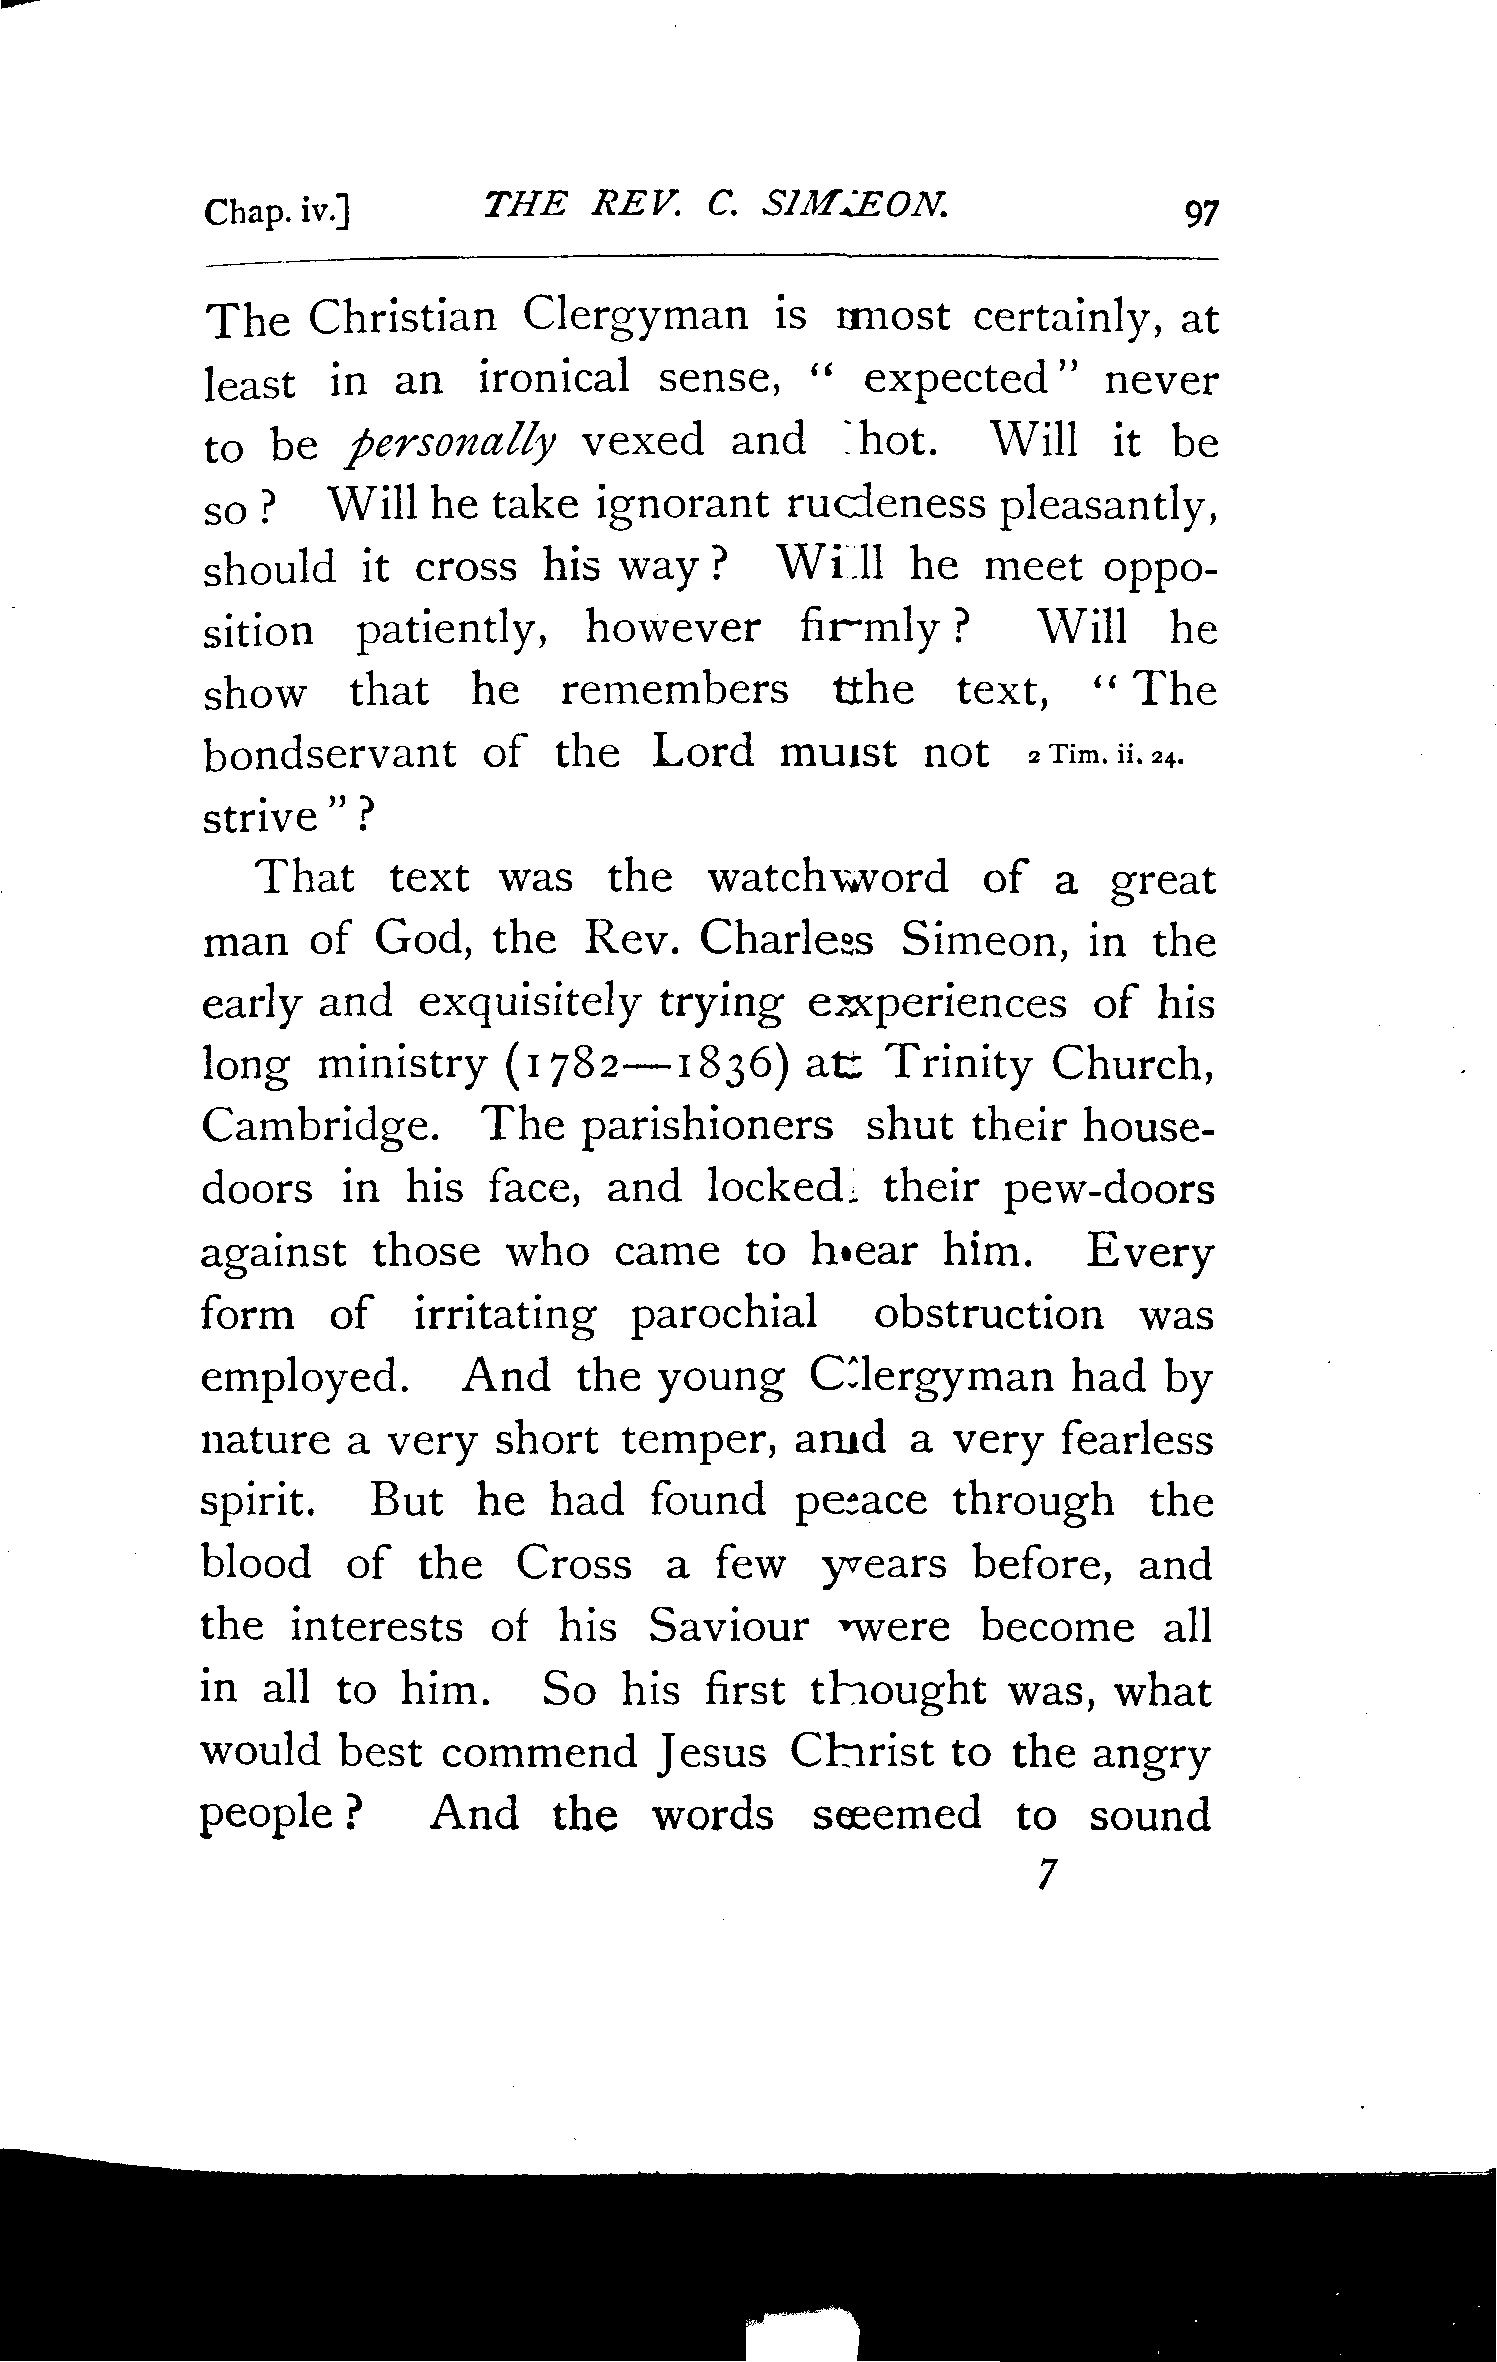 Chap. iv.] THE REV. C. SIMEON. 97
The Christian Clergyman is most certainly, at
least in an ironical sense, " expected" never
to be personally vexed and hot. Will it be
so ? Will he take ignorant rudeness pleasantly,
should it cross his way ? Will he meet oppo-
sition patiently, however firmly ? Will he
show that he remembers the text, " The
bondservant of the Lord must not 2 Tim. ii. 24.
strive " ?
That text was the watchword of a great
man of God, the Rev. Charles Simeon, in the
early and exquisitely trying experiences of his
long ministry (1782—1836) at Trinity Church,
Cambridge. The parishioners shut their house-
doors in his face, and locked their pew-doors
against those who came to hear him. Every
form of irritating parochial obstruction was
employed. And the young Clergyman had by
nature a very short temper, and a very fearless
spirit. But he had found peace through the
blood of the Cross a few years before, and
the interests of his Saviour were become all
in all to him. So his first thought was, what
would best commend Jesus Christ to the angry
people ? And the words seemed to sound
7